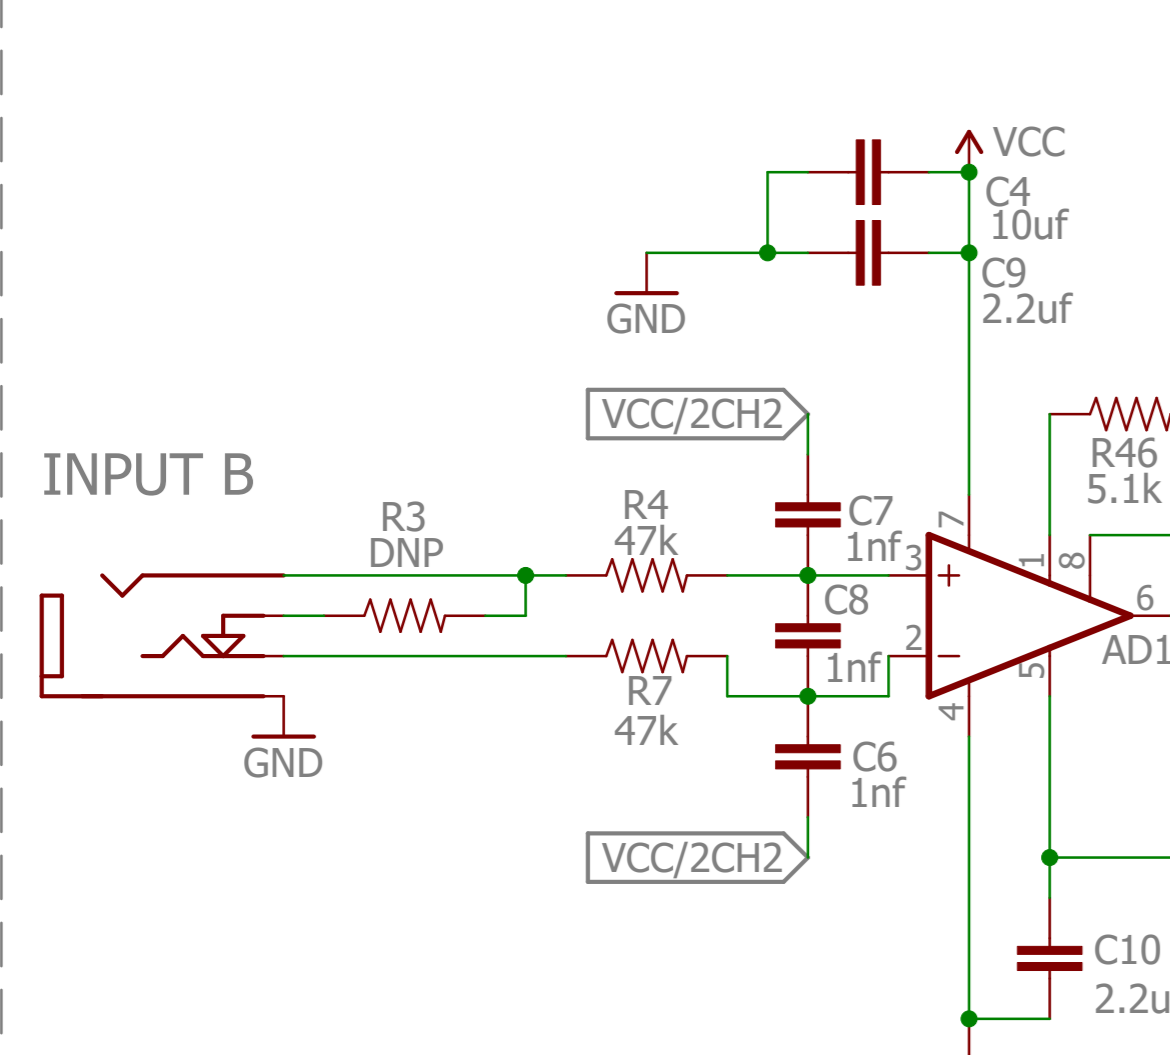 VCC
C4
10uf
C9
2.2uf
GND
VCC/2CH2
INPUT B
R3
DNP
R4
47k
C7
1nf
R46
5.1k
7
3
1
8
+
C8
1nf
6
2
5
4
AD1
R7
47k
GND
C6
1nf
VCC/2CH2
C10
2.2u